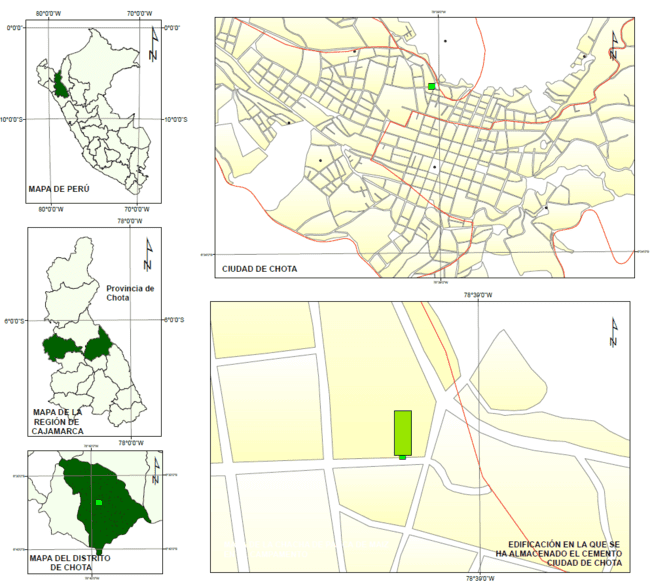 80°0'0"W 70°0'0"W
0°0'0"
N
10°0'0"S 10°0'0"S
MAPA DE PERÚ
80°0'0"W 70°0'0"W
78°0'0"W
N
Provincia de
Chota
6°0'0"S 6°0'0"S
MAPA DE LA
REGIÓN DE
CAJAMARCA
78°0'0"W
N
MAPA DEL DISTRITO
DE CHOTA
N
CIUDAD DE CHOTA
78°39'0"W
N
EDIFICACIÓN EN LA QUE SE
HA ALMACENADO EL CEMENTO
CIUDAD DE CHOTA
78°39'0"W